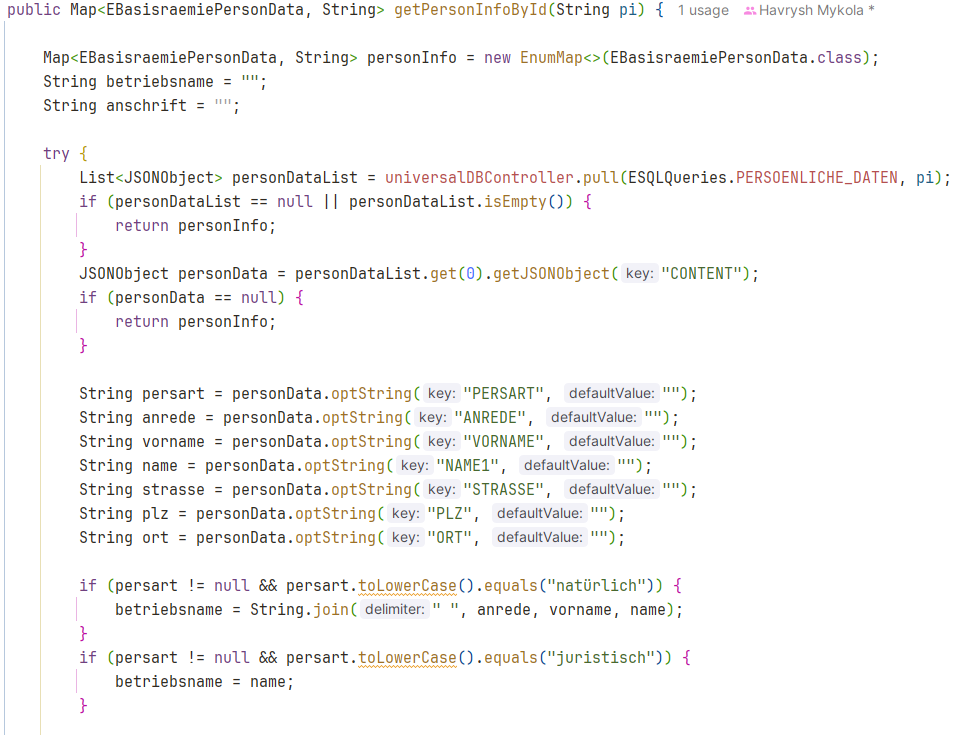 public Map<EBasisraemiePersonData, String> getPersonInfoById(String pi) { 1 usage Havrysh Mykola *
Map<EBasisraemiePersonData, String> personInfo = new EnumMap<>(EBasisraemiePersonData.class);
String betriebsname = "";
String anschrift = "";
try {
List<JSONObject> personDataList = universalDBController.pull(ESQLQueries.PERSOENLICHE_DATEN, pi);
if (personDataList == null || personDataList.isEmpty()) {
return personInfo;
}
JSONObject personData = personDataList.get(0).getJSONObject( key: "CONTENT");
if (personData == null) {
return personInfo;
}
String persart = personData.optString( key: "PERSART", defaultValue: "");
String anrede = personData.optString( key: "ANREDE", defaultValue: "");
String vorname = personData.optString( key: "VORNAME", defaultValue: "");
String name = personData.optString( key: "NAME1", defaultValue: "");
String strasse = personData.optString( key: "STRASSE", defaultValue: "");
String plz = personData.optString( key: "PLZ", defaultValue: "");
String ort = personData.optString( key: "ORT", defaultValue: "");
if (persart != null && persart.toLowerCase().equals("natürlich")) {
betriebsname = String.join( delimiter: " ", anrede, vorname, name);
}
if (persart != null && persart.toLowerCase().equals("juristisch")) {
betriebsname = name;
}